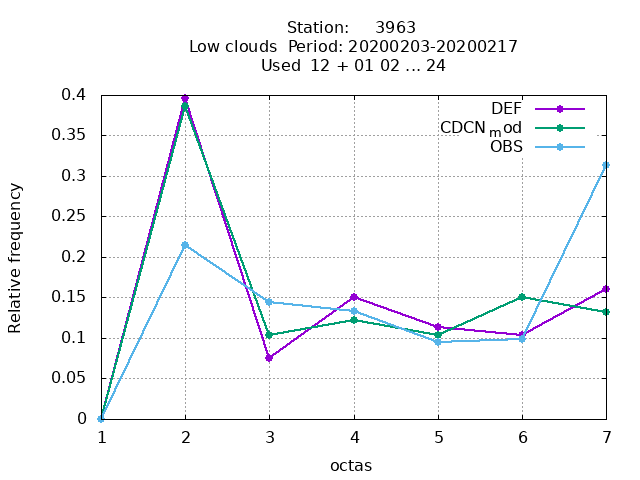 Station: 3963
Low clouds Period: 20200203-20200217
Used 12 + 01 02 ... 24
DEF
CDCN_mod
OBS
0.4
0.35
0.3
0.25
0.2
0.15
0.1
0.05
0
Relative frequency
1 2 3 4 5 6 7
octas